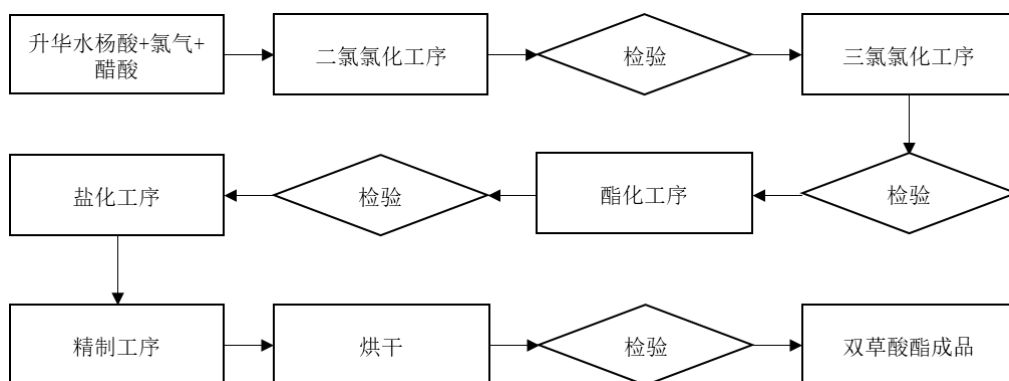 升华水杨酸+氯气+
醋酸
二氯氯化工序
检验
三氯氯化工序
检验
酯化工序
检验
盐化工序
精制工序
烘干
检验
双草酸酯成品